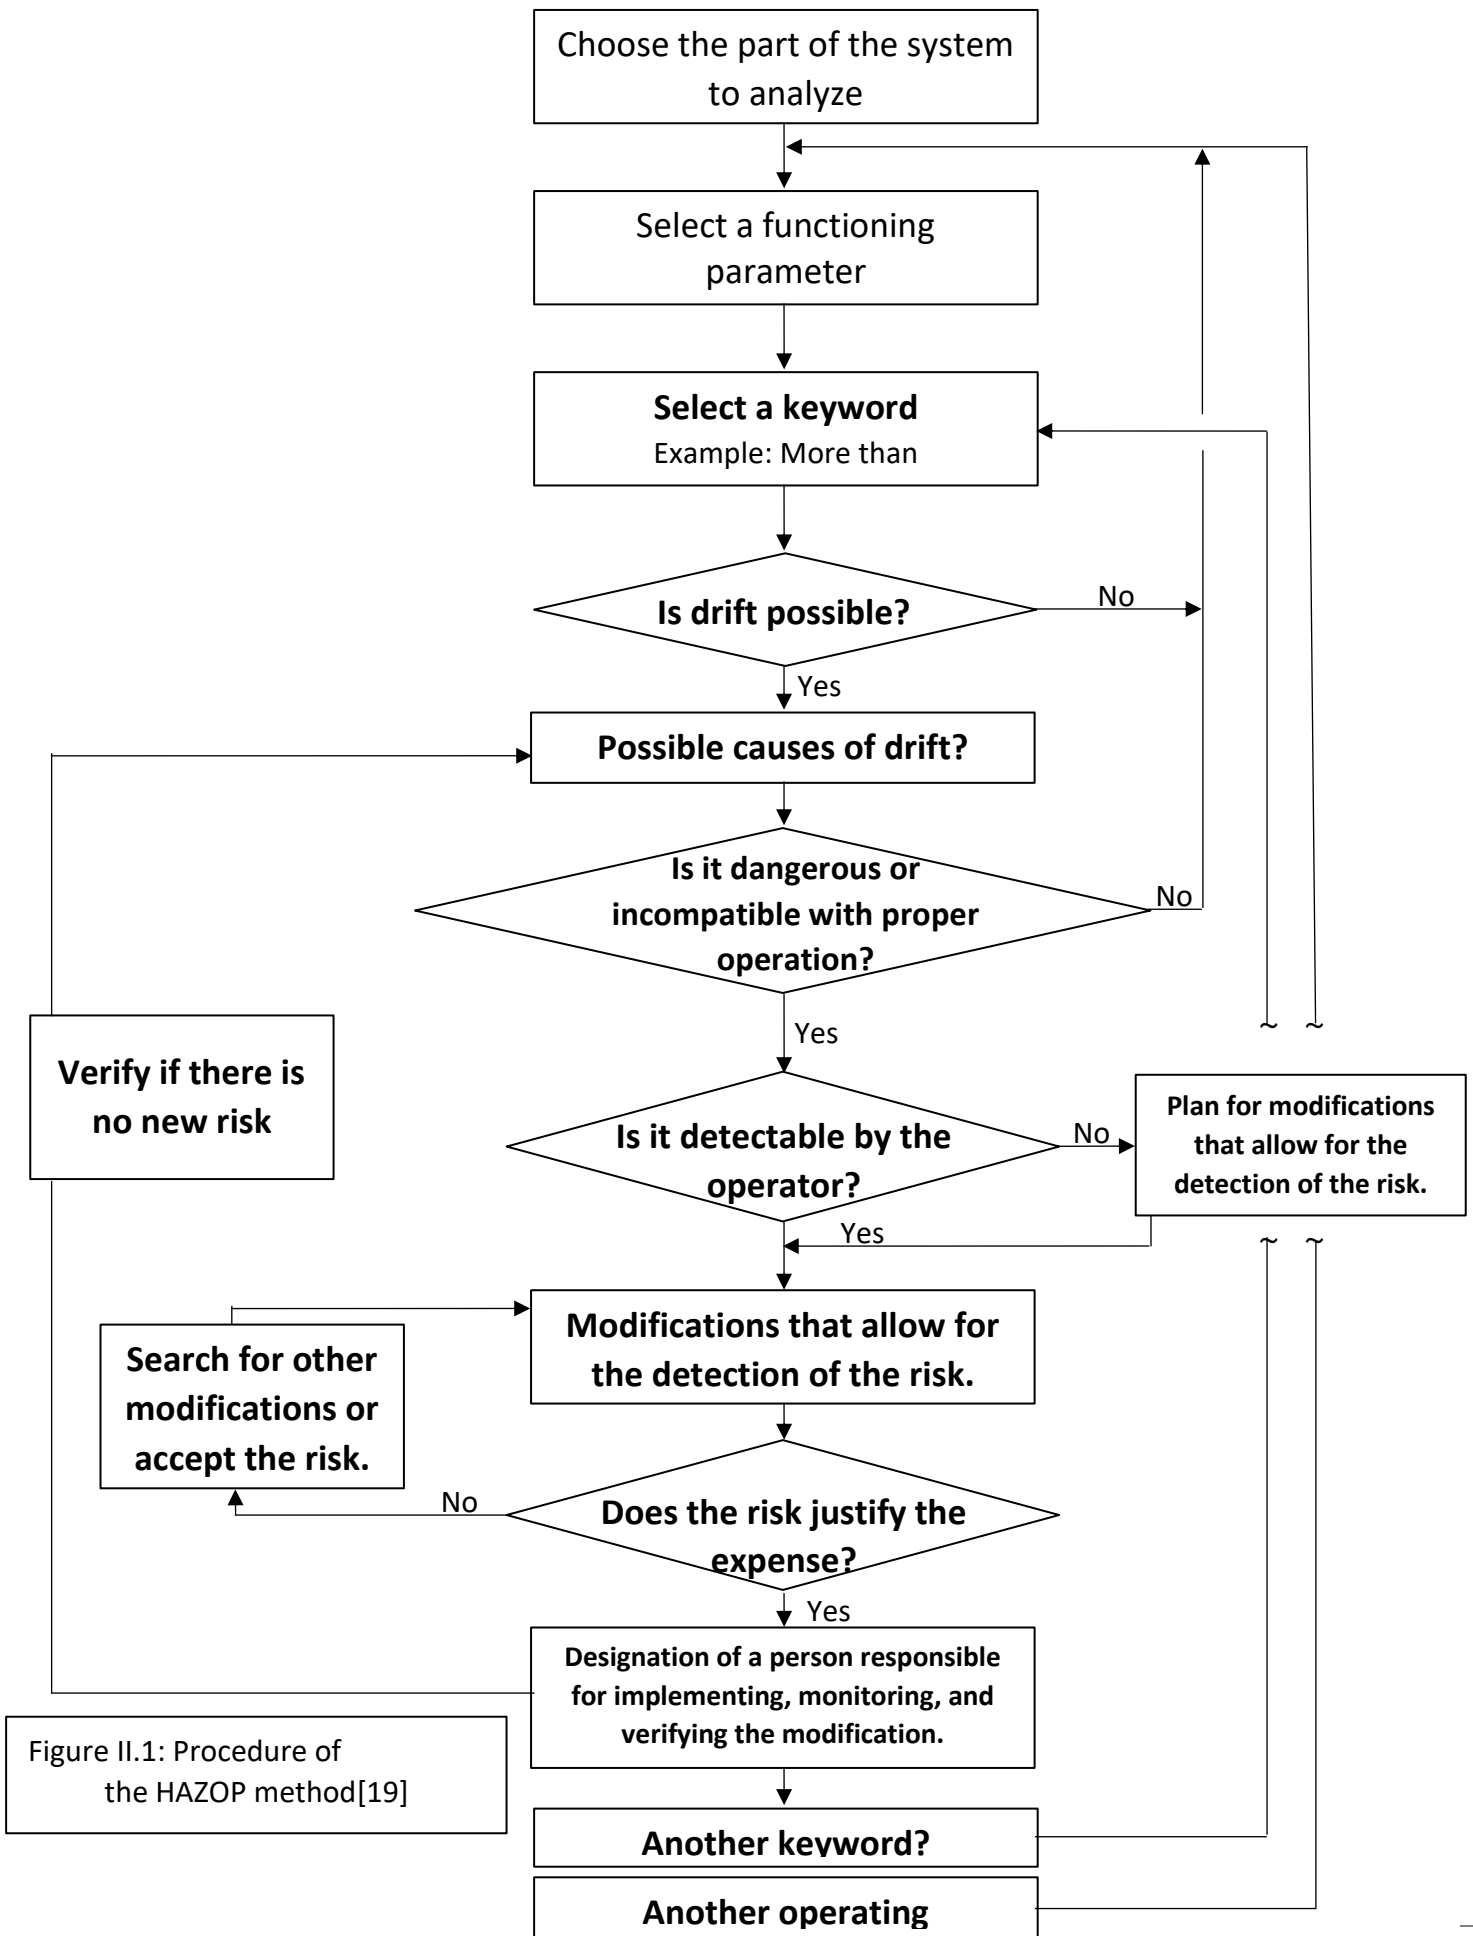 Choose the part of the system
to analyze
Select a functioning
parameter
Select a keyword
Example: More than
Is drift possible?
No
Yes
Possible causes of drift?
Is it dangerous or
incompatible with proper
operation?
No
Yes
Verify if there is
no new risk
Is it detectable by the
operator?
No
Plan for modifications
that allow for the
detection of the risk.
~ ~
~ ~
Yes
Modifications that allow for
the detection of the risk.
Search for other
modifications or
accept the risk.
No
Does the risk justify the
expense?
Yes
Designation of a person responsible
for implementing, monitoring, and
verifying the modification.
Figure II.1: Procedure of
the HAZOP method[19]
Another keyword?
Another operating